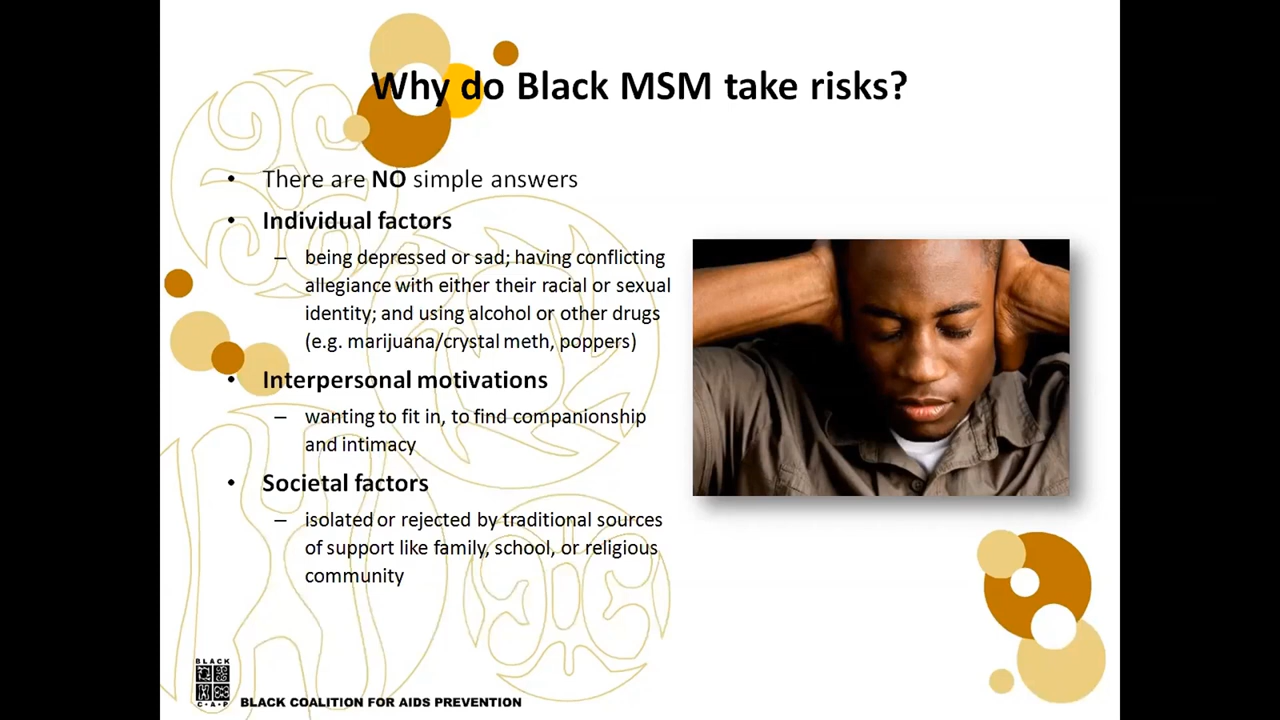 Why do Black MSM take risks?
• There are NO simple answers
• Individual factors
– being depressed or sad; having conflicting
allegiance with either their racial or sexual
identity; and using alcohol or other drugs
(e.g. marijuana/crystal meth, poppers)
• Interpersonal motivations
– wanting to fit in, to find companionship
and intimacy
• Societal factors
– isolated or rejected by traditional sources
of support like family, school, or religious
community
BLACK
C•A•P
BLACK COALITION FOR AIDS PREVENTION